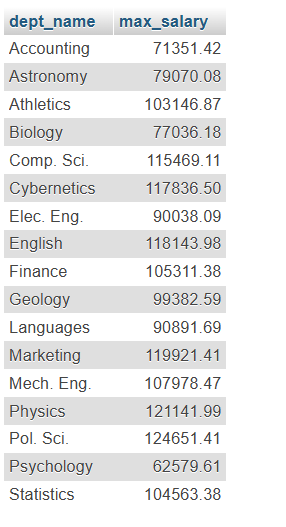 dept_name max_salary
Accounting 71351.42
Astronomy 79070.08
Athletics 103146.87
Biology 77036.18
Comp. Sci. 115469.11
Cybernetics 117836.50
Elec. Eng. 90038.09
English 118143.98
Finance 105311.38
Geology 99382.59
Languages 90891.69
Marketing 119921.41
Mech. Eng. 107978.47
Physics 121141.99
Pol. Sci. 124651.41
Psychology 62579.61
Statistics 104563.38